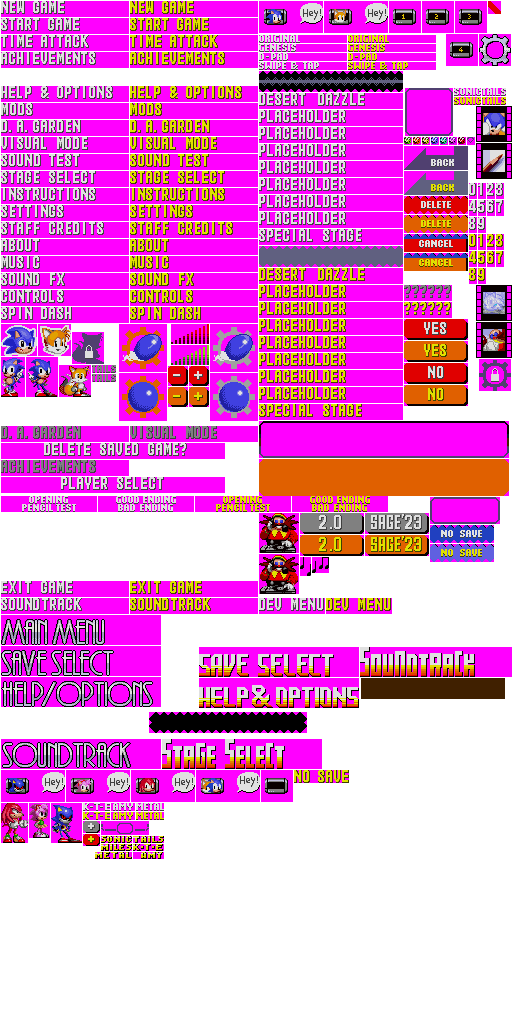 NEW GAME NEW GAME
START GAME START GAME
TIME ATTACK TIME ATTACK
ACHIEVEMENTS ACHIEVEMENTS
HELP & OPTIONS HELP & OPTIONS
MODS MODS
D. A. GARDEN D. A. GARDEN
VISUAL MODE VISUAL MODE
SOUND TEST SOUND TEST
STAGE SELECT STAGE SELECT
INSTRUCTIONS INSTRUCTIONS
SETTINGS SETTINGS
STAFF CREDITS STAFF CREDITS
ABOUT ABOUT
MUSIC MUSIC
SOUND FX SOUND FX
CONTROLS CONTROLS
SPIN DASH SPIN DASH
Hey! Hey! 1 2 3
4
ORIGINAL ORIGINAL
GENESIS GENESIS
D-PAD D-PAD
SWIPE & TAP SWIPE & TAP
DESERT DAZZLE
PLACEHOLDER
PLACEHOLDER
PLACEHOLDER
PLACEHOLDER
PLACEHOLDER
PLACEHOLDER
PLACEHOLDER
SPECIAL STAGE
DESERT DAZZLE
PLACEHOLDER
PLACEHOLDER
PLACEHOLDER
PLACEHOLDER
PLACEHOLDER
PLACEHOLDER
PLACEHOLDER
SPECIAL STAGE
SONICTAILS
SONICTAILS
BACK
BACK
DELETE
DELETE
CANCEL
CANCEL
0123
4567
89
0123
4567
89
??????
??????
YES
YES
NO
NO
D. A. GARDEN VISUAL MODE
DELETE SAVED GAME?
ACHIEVEMENTS
PLAYER SELECT
OPENING GOOD ENDING OPENING GOOD ENDING
PENCIL TEST BAD ENDING PENCIL TEST BAD ENDING
2.0 SAGE'23
2.0 SAGE'23
NO SAVE
NO SAVE
EXIT GAME EXIT GAME
SOUNDTRACK SOUNDTRACK DEV MENU DEV MENU
MAIN MENU
SAVE SELECT SAVE SELECT SOUNDTRACK
HELP/OPTIONS HELP & OPTIONS
SOUNDTRACK STAGE SELECT
Hey! Hey! Hey! Hey! NO SAVE
K-T-E AMY METAL
K-T-E AMY METAL
SONIC TAILS
MILES K-T-E
METAL AMY